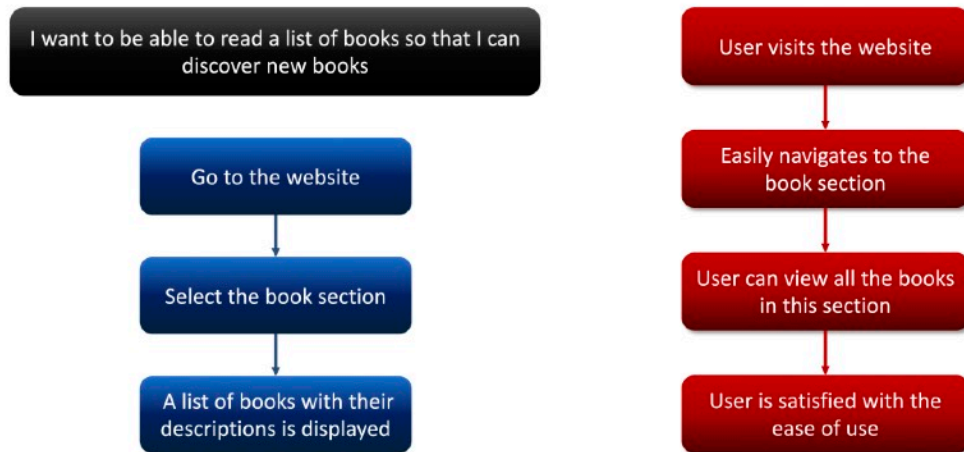 I want to be able to read a list of books so that I can
discover new books
Go to the website
Select the book section
A list of books with their
descriptions is displayed
User visits the website
Easily navigates to the
book section
User can view all the books
in this section
User is satisfied with the
ease of use